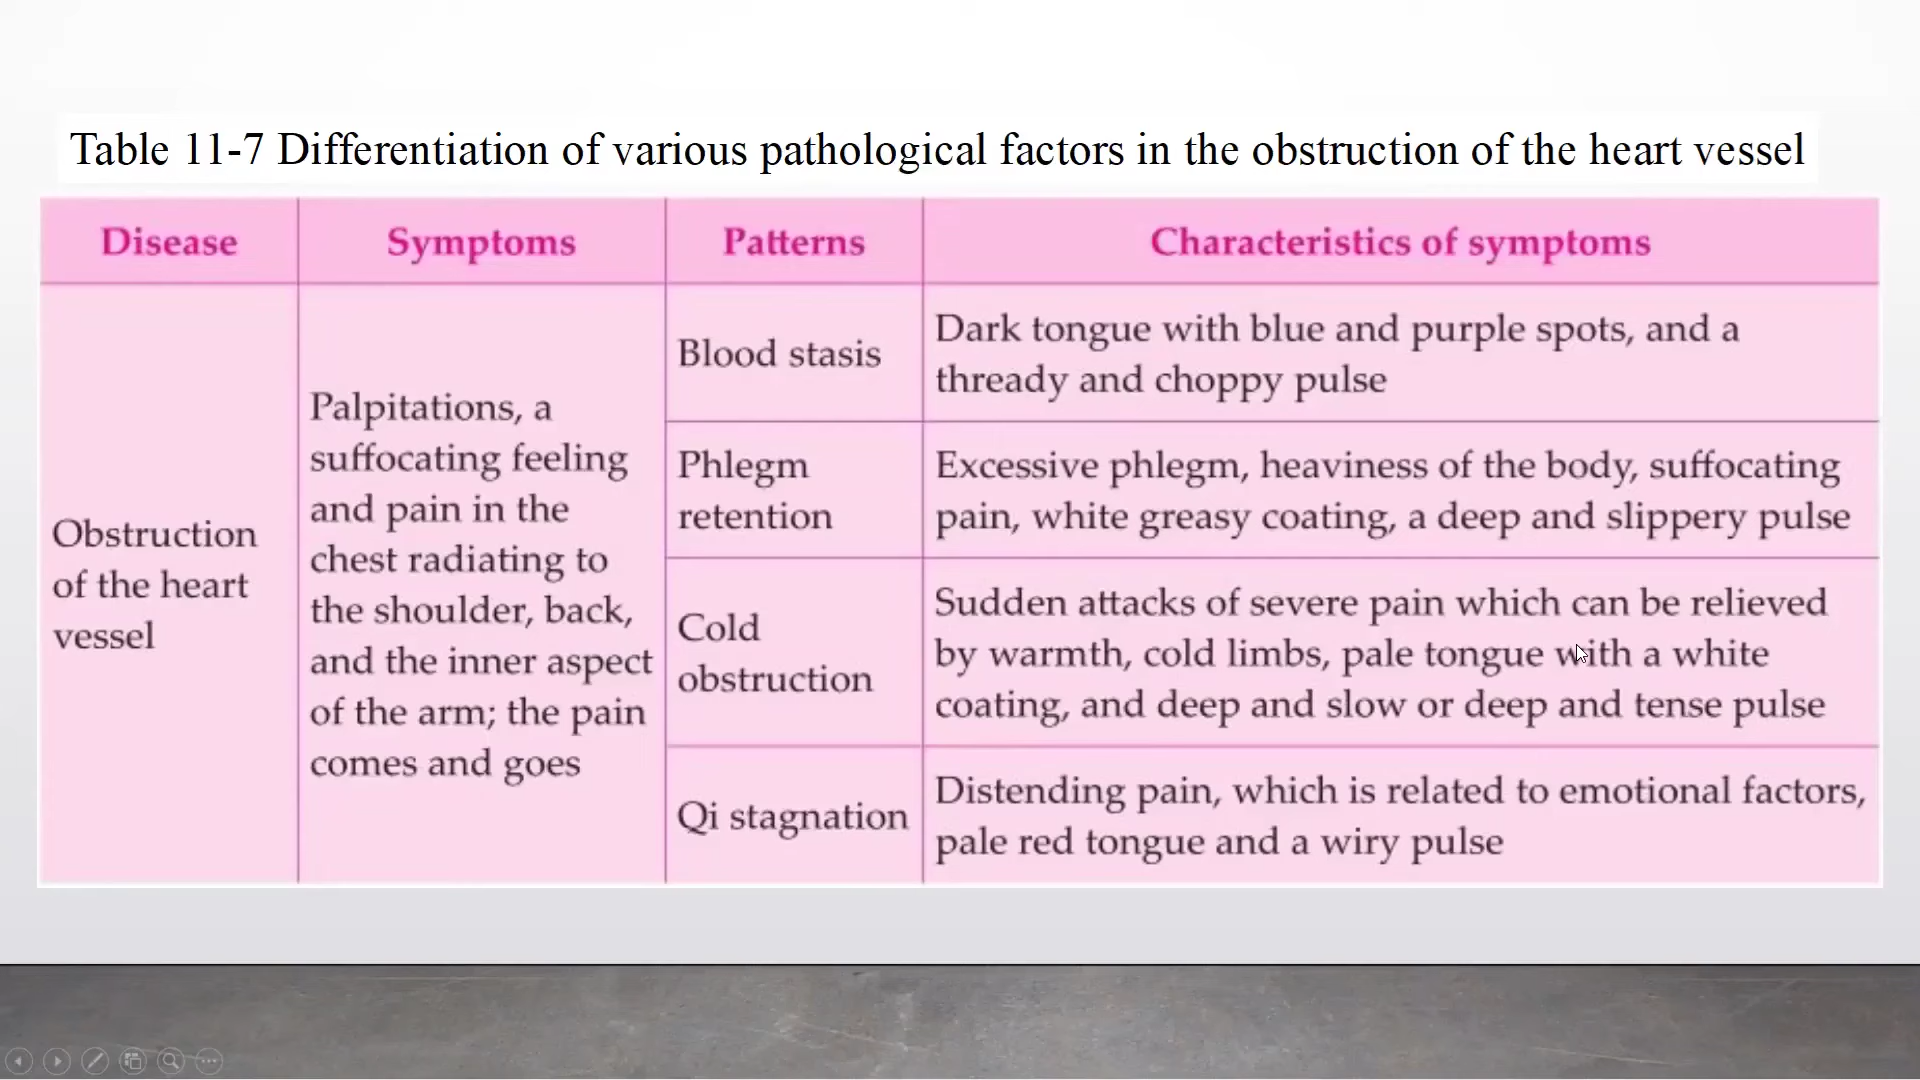 Table 11-7 Differentiation of various pathological factors in the obstruction of the heart vessel
Disease
Symptoms
Patterns
Characteristics of symptoms
Obstruction
of the heart
vessel
Palpitations, a
suffocating feeling
and pain in the
chest radiating to
the shoulder, back,
and the inner aspect
of the arm; the pain
comes and goes
Blood stasis
Dark tongue with blue and purple spots, and a
thready and choppy pulse
Phlegm
retention
Excessive phlegm, heaviness of the body, suffocating
pain, white greasy coating, a deep and slippery pulse
Cold
obstruction
Sudden attacks of severe pain which can be relieved
by warmth, cold limbs, pale tongue with a white
coating, and deep and slow or deep and tense pulse
Qi stagnation
Distending pain, which is related to emotional factors,
pale red tongue and a wiry pulse